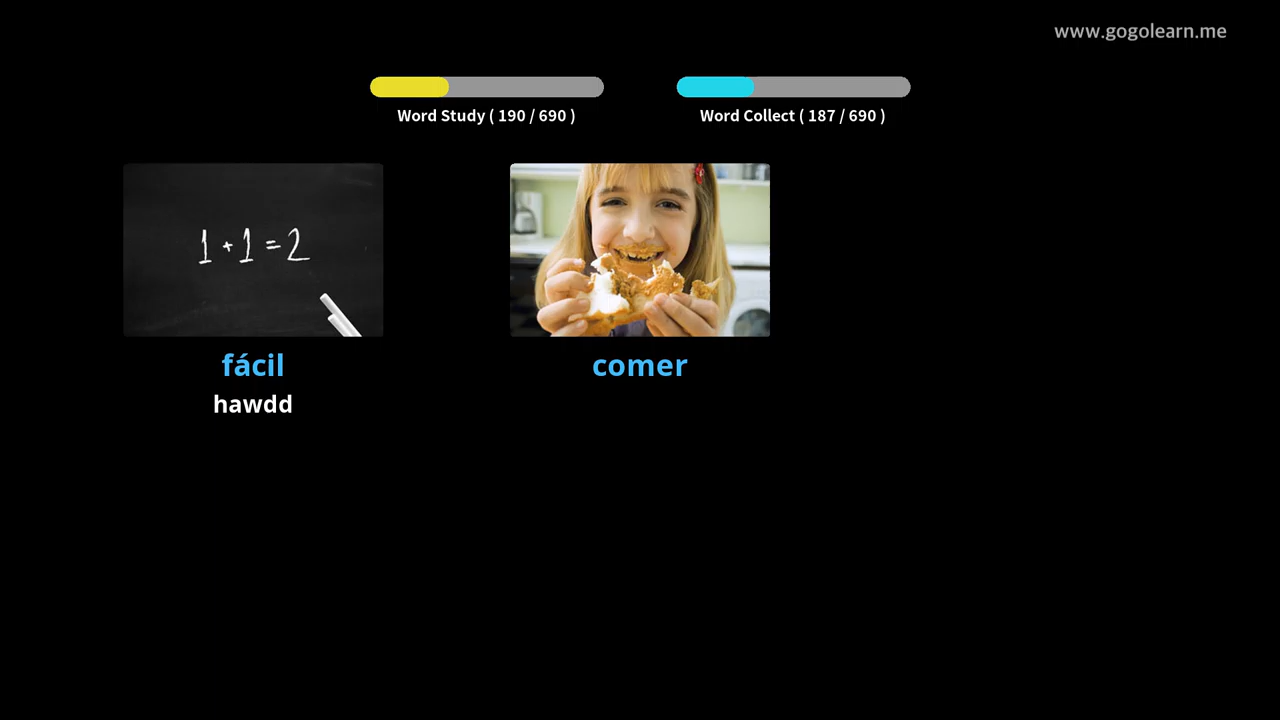 www.gogolearn.me
Word Study ( 190 / 690 )
Word Collect ( 187 / 690 )
1 + 1 = 2
fácil
comer
hawdd